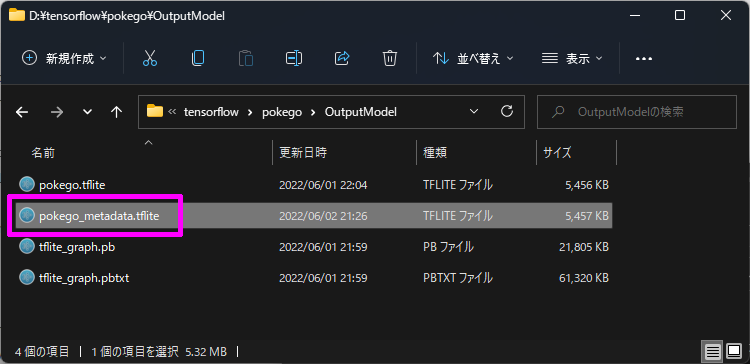 D:¥tensorflow¥pokego¥OutputModel
新規作成 並べ替え 表示
« tensorflow > pokego > OutputModel OutputModelの検索
名前 更新日時 種類 サイズ
pokego.tflite 2022/06/01 22:04 TFLITE ファイル 5,456 KB
pokego_metadata.tflite 2022/06/02 21:26 TFLITE ファイル 5,457 KB
tflite_graph.pb 2022/06/01 21:59 PB ファイル 21,805 KB
tflite_graph.pbtxt 2022/06/01 21:59 PBTXT ファイル 61,320 KB
4 個の項目 | 1 個の項目を選択 5.32 MB |